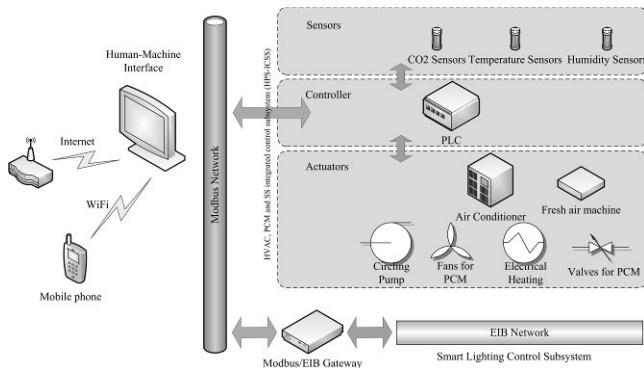 Human-Machine
Interface
Internet
WiFi
Mobile phone
Modbus Network
HVAC, PCM and SS integrated control subsystem (HPS-ICSS)
Sensors
CO2 Sensors
Temperature Sensors
Humidity Sensors
Controller
PLC
Actuators
Air Conditioner
Fresh air machine
Circling
Pump
Fans for
PCM
Electrical
Heating
Valves for PCM
Modbus/EIB Gateway
EIB Network
Smart Lighting Control Subsystem